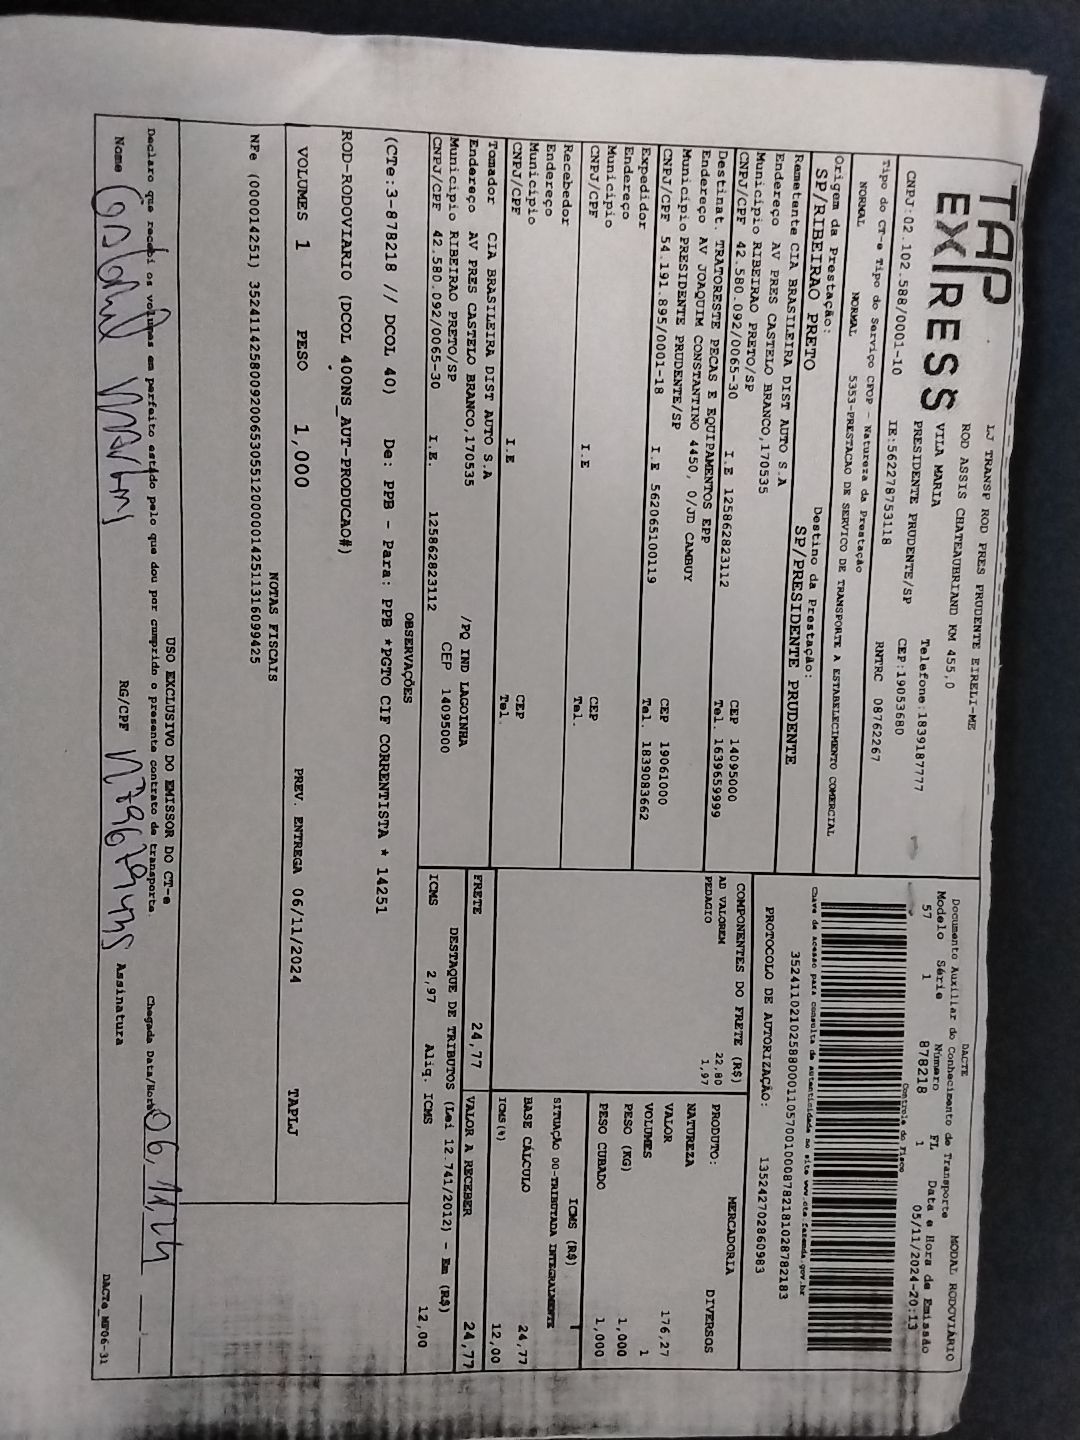 TAP
EXPRESS
LJ TRANSP ROD PRES PRUDENTE EIRELI-ME
ROD ASSIS CHATEAUBRIAND KM 455,0
VILA MARIA
Telefone:1839187777
PRESIDENTE PRUDENTE/SP
CEP:19053680
CNPJ:02.102.588/0001-10
IE:562278753118
RNTRC 08762267
Tipo do CT-e Tipo do Serviço CFOP - Natureza da Prestação
NORMAL NORMAL 5353-PRESTACAO DE SERVICO DE TRANSPORTE A ESTABELECIMENTO COMERCIAL
Origem da Prestação: Destino da Prestação:
SP/RIBEIRAO PRETO SP/PRESIDENTE PRUDENTE
Remetente CIA BRASILEIRA DIST AUTO S.A
Endereço AV PRES CASTELO BRANCO,170535
Município RIBEIRAO PRETO/SP CEP 14095000
CNPJ/CPF 42.580.092/0065-30 I.E 125862823112 Tel. 1639659999
Destinat. TRATORESTE PECAS E EQUIPAMENTOS EPP
Endereço AV JOAQUIM CONSTANTINO 4450, 0/JD CAMBUY
Município PRESIDENTE PRUDENTE/SP CEP 19061000
CNPJ/CPF 54.191.895/0001-18 I.E 562065100119 Tel. 1839083662
Expedidor
Endereço
Município CEP
CNPJ/CPF I.E Tel.
Recebedor
Endereço
Município CEP
CNPJ/CPF I.E Tel.
Tomador CIA BRASILEIRA DIST AUTO S.A
Endereço AV PRES CASTELO BRANCO,170535 /PQ IND LAGOINHA
Município RIBEIRAO PRETO/SP CEP 14095000
CNPJ/CPF 42.580.092/0065-30 I.E. 125862823112
DACTE MODAL RODOVIÁRIO
Documento Auxiliar do Conhecimento de Transporte
Modelo Série Número FL Data e Hora de Emissão
57 1 878218 1 05/11/2024-20:13
Controle do Fisco
Chave de acesso para consulta de autenticidade no site www.cte.fazenda.gov.br
35241102102588000110570010008782181028782183
PROTOCOLO DE AUTORIZAÇÃO: 135242702860983
COMPONENTES DO FRETE (R$)
AD VALOREM 22,80
PEDAGIO 1,97
MERCADORIA
PRODUTO: DIVERSOS
NATUREZA
VALOR 176,27
VOLUMES 1
PESO (KG) 1,000
PESO CUBADO 1,000
ICMS (R$)
SITUAÇÃO 00-TRIBUTADA INTEGRALMENTE
BASE CÁLCULO 24,77
ICMS(%) 12,00
FRETE 24,77 VALOR A RECEBER 24,77
DESTAQUE DE TRIBUTOS (Lei 12.741/2012) - Em (R$)
ICMS 2,97 Aliq. ICMS 12,00
OBSERVAÇÕES
(CTe:3-878218 // DCOL 40) De: PPB - Para: PPB *PGTO CIF CORRENTISTA * 14251
ROD-RODOVIARIO (DCOL 400NS_AUT-PRODUCAO#)
VOLUMES 1 PESO 1,000 PREV. ENTREGA 06/11/2024 TAPLJ
NOTAS FISCAIS
NFe (000014251) 35241142580092006530551200000142511316099425
USO EXCLUSIVO DO EMISSOR DO CT-e
Declaro que recebi os volumes em perfeito estado pelo que dou por cumprido o presente contrato de transporte. Chegada Data/Hora 06,11,24
Nome Gabriel Martins RG/CPF Assinatura
DACTe_MF06-31